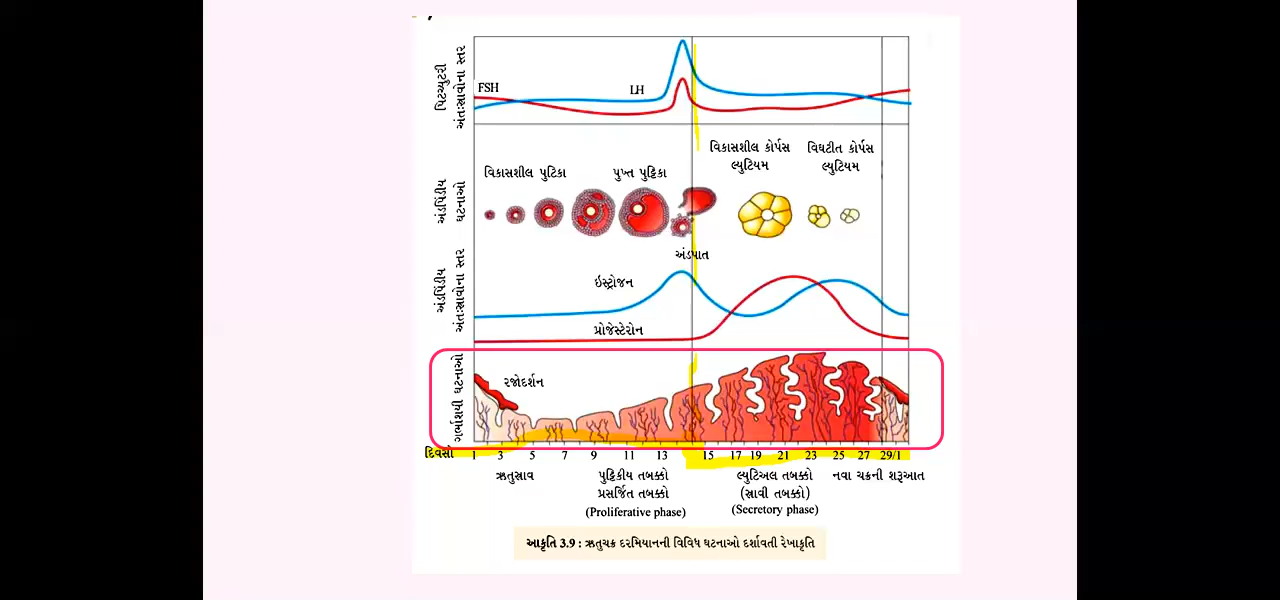 પિટ્યુટરી
અંતઃસ્ત્રાવોના સ્તર
FSH
LH
અંડપિંડીય
ઘટનાઓ
વિકાસશીલ પુટિકા
પુખ્ત પુટ્ટિકા
વિકાસશીલ કોર્પસ
લ્યુટિયમ
વિઘટીત કોર્પસ
લ્યુટિયમ
અંડપાત
અંડપિંડીય
અંતઃસ્ત્રાવોના સ્તર
ઇસ્ટ્રોજન
પ્રોજેસ્ટેરોન
ગર્ભાશયી ઘટનાઓ
રજોદર્શન
દિવસો 1 3 5 7 9 11 13 15 17 19 21 23 25 27 29/1
ઋતુસ્ત્રાવ
પુટ્ટિકીય તબક્કો
પ્રસર્જિત તબક્કો
(Proliferative phase)
લ્યુટિઅલ તબક્કો
(સ્ત્રાવી તબક્કો)
(Secretory phase)
નવા ચક્રની શરૂઆત
આકૃતિ 3.9 : ઋતુચક્ર દરમિયાનની વિવિધ ઘટનાઓ દર્શાવતી રેખાકૃતિ